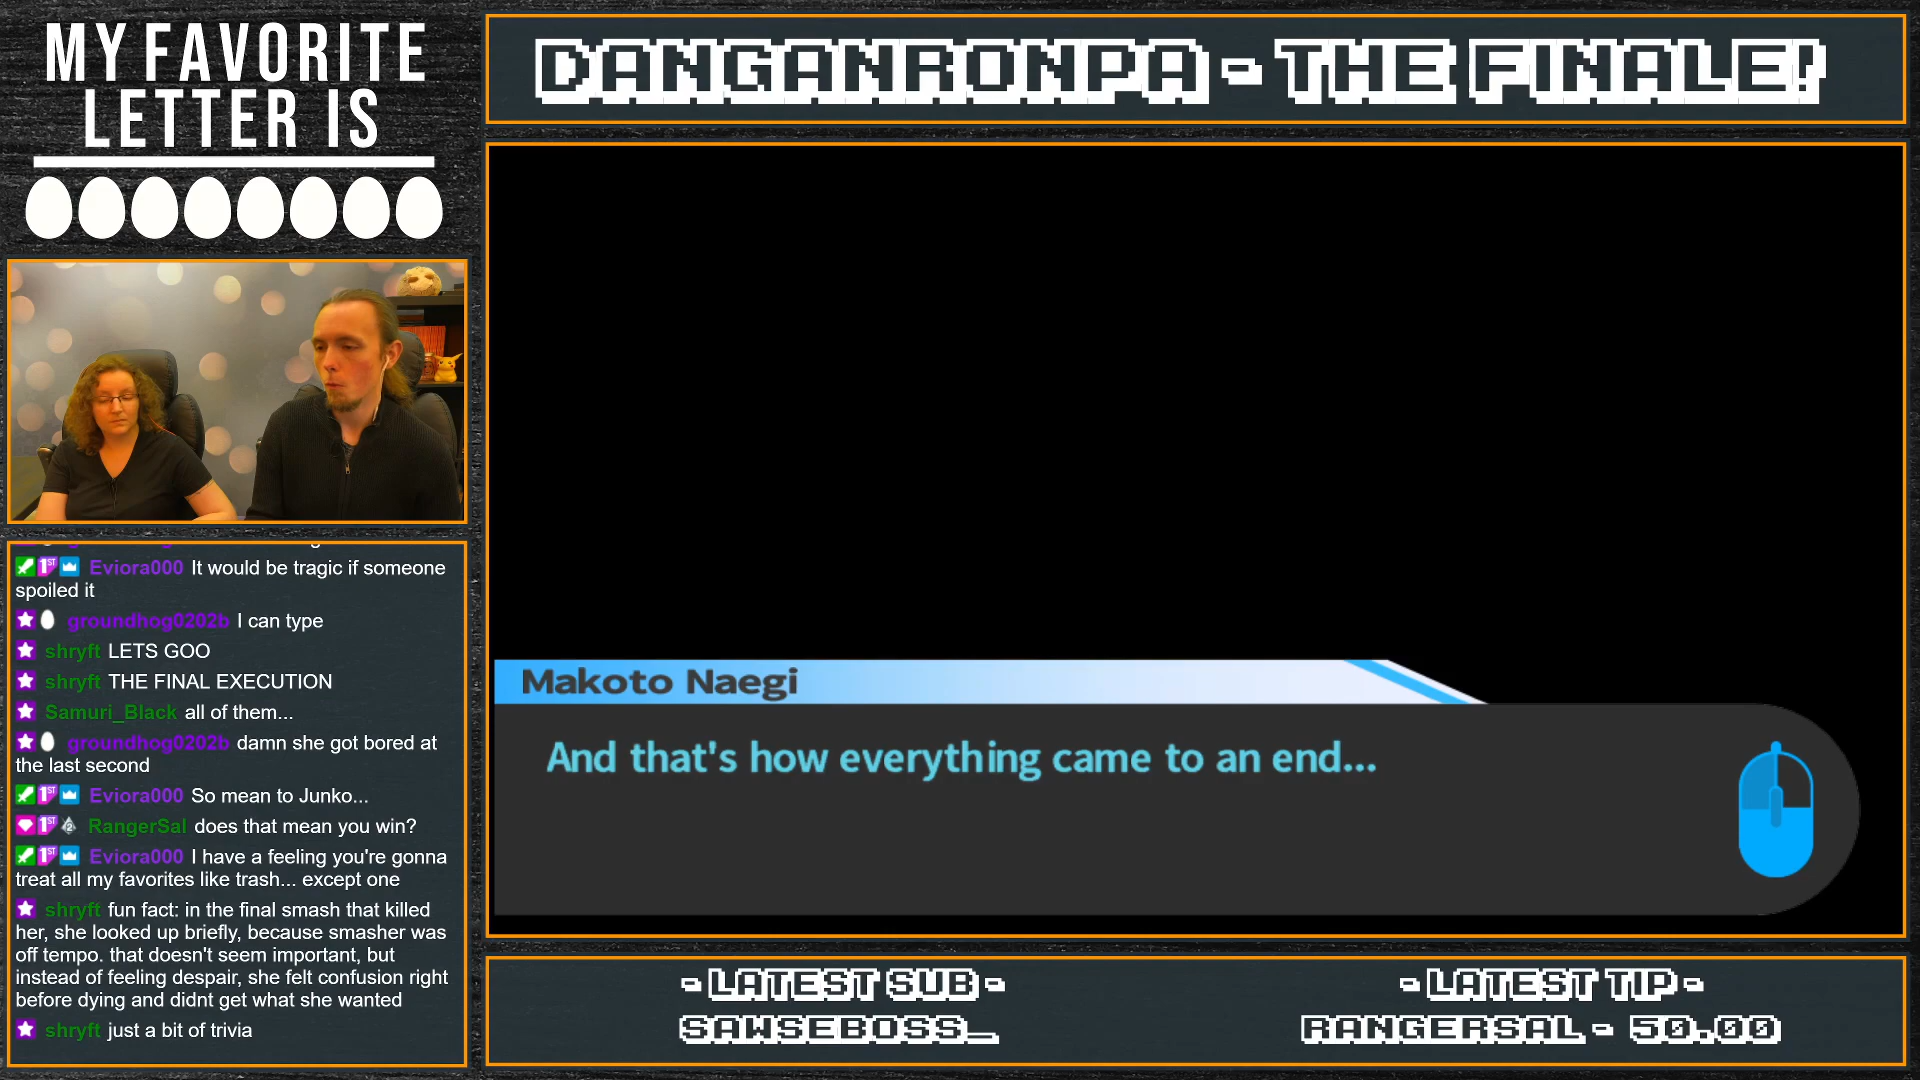 MY FAVORITE
LETTER IS
DANGANRONPA - THE FINALE!
Eviora000 It would be tragic if someone
spoiled it
groundhog0202b I can type
shryft LETS GOO
shryft THE FINAL EXECUTION
Samuri_Black all of them...
groundhog0202b damn she got bored at
the last second
Eviora000 So mean to Junko...
RangerSal does that mean you win?
Eviora000 I have a feeling you're gonna
treat all my favorites like trash... except one
shryft fun fact: in the final smash that killed
her, she looked up briefly, because smasher was
off tempo. that doesn't seem important, but
instead of feeling despair, she felt confusion right
before dying and didnt get what she wanted
shryft just a bit of trivia
Makoto Naegi
And that's how everything came to an end...
- LATEST SUB -
SAWSEBOSS_
- LATEST TIP -
RANGERSAL - 50.00